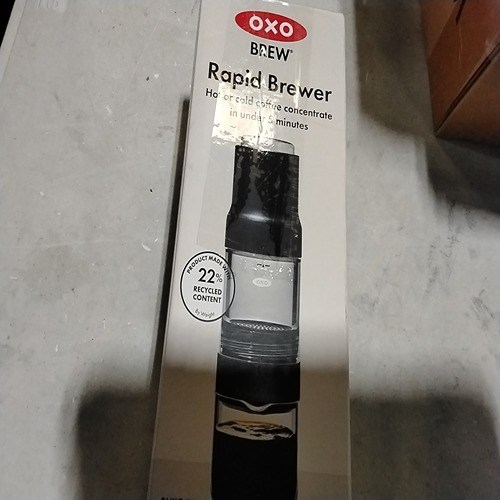 OXO
BREW
Rapid Brewer
Hot or cold coffee concentrate
in under 5 minutes
PRODUCT MADE WITH
22%
RECYCLED
CONTENT
By Weight
OXO